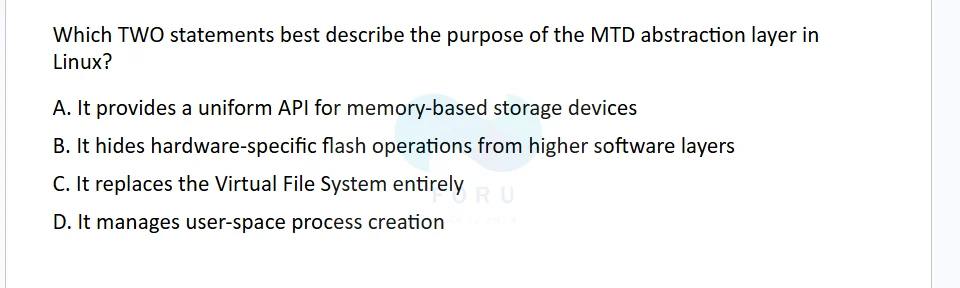 Which TWO statements best describe the purpose of the MTD abstraction layer in
Linux?
A. It provides a uniform API for memory-based storage devices
B. It hides hardware-specific flash operations from higher software layers
C. It replaces the Virtual File System entirely
FORU
D. It manages user-space process creation